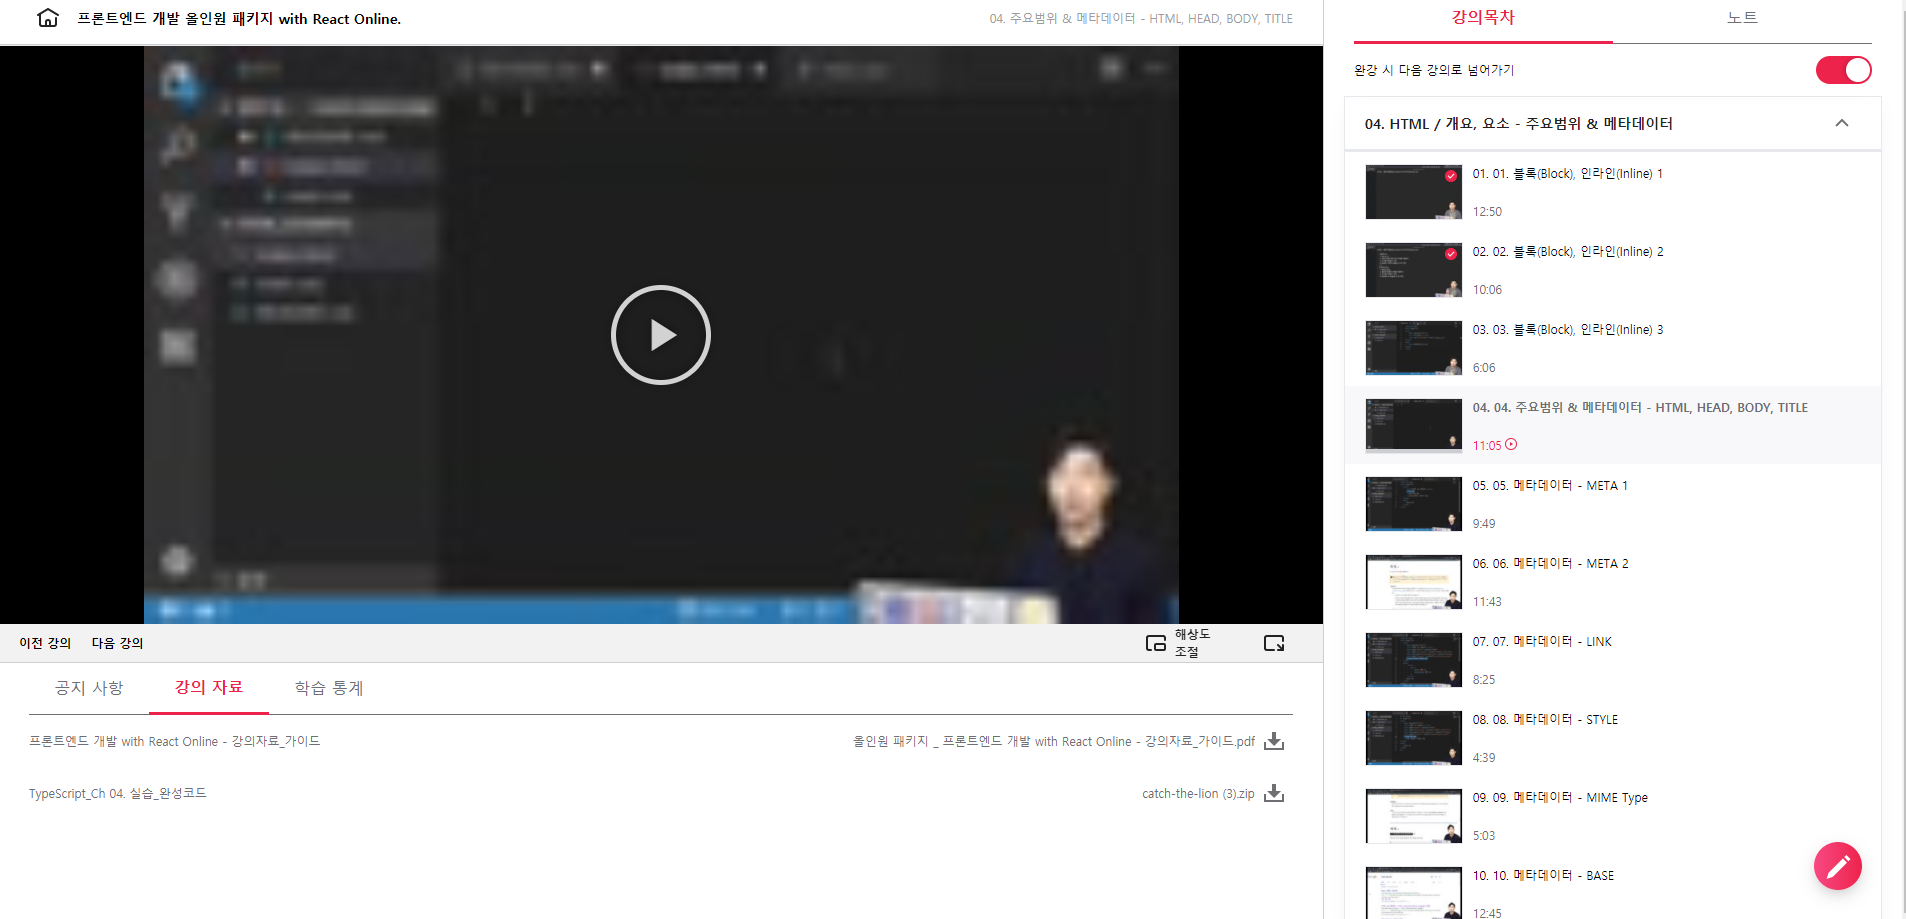 프론트엔드 개발 올인원 패키지 with React Online.
04. 주요범위 & 메타데이터 - HTML, HEAD, BODY, TITLE
이전 강의
다음 강의
해상도
조절
공지 사항
강의 자료
학습 통계
프론트엔드 개발 with React Online - 강의자료_가이드
올인원 패키지 _ 프론트엔드 개발 with React Online - 강의자료_가이드.pdf
TypeScript_Ch 04. 실습_완성코드
catch-the-lion (3).zip
강의목차
노트
완강 시 다음 강의로 넘어가기
04. HTML / 개요, 요소 - 주요범위 & 메타데이터
01. 01. 블록(Block), 인라인(Inline) 1
12:50
02. 02. 블록(Block), 인라인(Inline) 2
10:06
03. 03. 블록(Block), 인라인(Inline) 3
6:06
04. 04. 주요범위 & 메타데이터 - HTML, HEAD, BODY, TITLE
11:05
05. 05. 메타데이터 - META 1
9:49
06. 06. 메타데이터 - META 2
11:43
07. 07. 메타데이터 - LINK
8:25
08. 08. 메타데이터 - STYLE
4:39
09. 09. 메타데이터 - MIME Type
5:03
10. 10. 메타데이터 - BASE
12:45